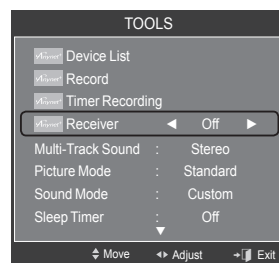 TOOLS
Device List
Record
Timer Recording
Receiver ◄ Off ►
Multi-Track Sound : Stereo
Picture Mode : Standard
Sound Mode : Custom
Sleep Timer : Off
Move Adjust Exit